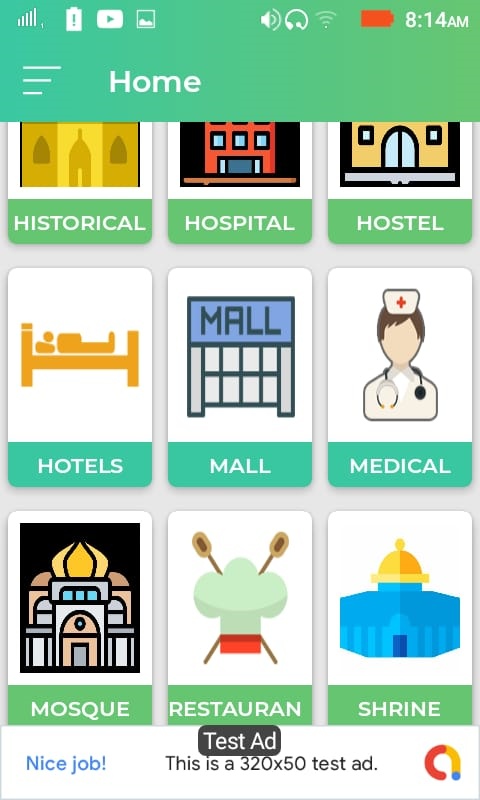 8:14AM
Home
HISTORICAL
HOSPITAL
HOSTEL
MALL
HOTELS
MALL
MEDICAL
MOSQUE
RESTAURAN
SHRINE
Test Ad
Nice job!
This is a 320x50 test ad.